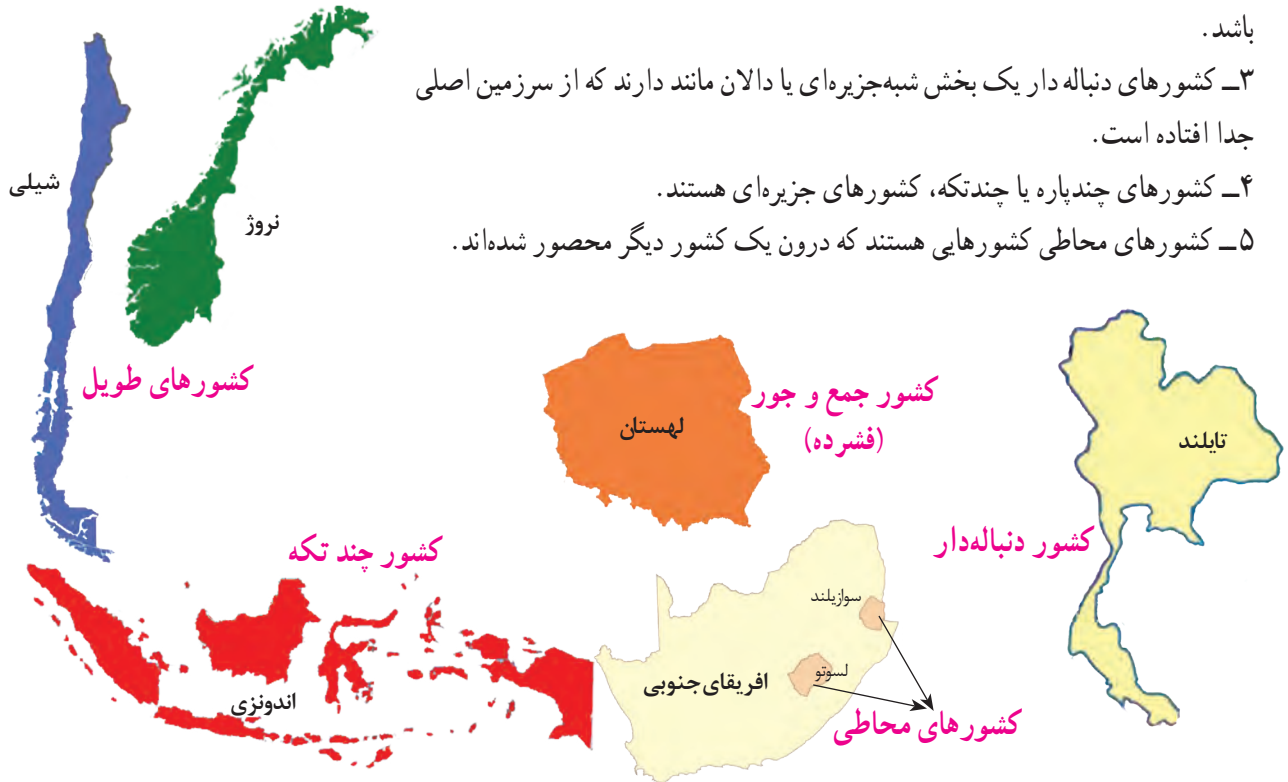 باشد.
۳ــ کشورهای دنباله دار یک بخش شبه‌جزیره‌ای یا دالان مانند دارند که از سرزمین اصلی
جدا افتاده است.
۴ــ کشورهای چندپاره یا چندتکه، کشورهای جزیره‌ای هستند.
۵ــ کشورهای محاطی کشورهایی هستند که درون یک کشور دیگر محصور شده‌اند.
شیلی
نروژ
کشورهای طویل
کشور جمع و جور
(فشرده)
لهستان
تایلند
کشور دنباله‌دار
کشور چند تکه
اندونزی
سوازیلند
لسوتو
افریقای جنوبی
کشورهای محاطی